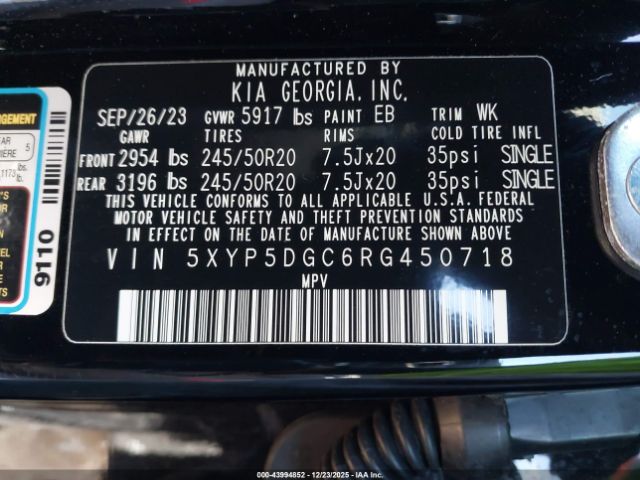 MANUFACTURED BY
KIA GEORGIA, INC.
SEP/26/23 GVWR 5917 lbs PAINT EB TRIM WK
GAWR TIRES RIMS COLD TIRE INFL
FRONT 2954 lbs 245/50R20 7.5Jx20 35psi SINGLE
REAR 3196 lbs 245/50R20 7.5Jx20 35psi SINGLE
THIS VEHICLE CONFORMS TO ALL APPLICABLE U.S.A. FEDERAL
MOTOR VEHICLE SAFETY AND THEFT PREVENTION STANDARDS
IN EFFECT ON THE DATE OF MANUFACTURE SHOWN ABOVE
VIN 5XYP5DGC6RG450718
MPV
5
9110
000-43994852 - 12/23/2025 - IAA Inc.